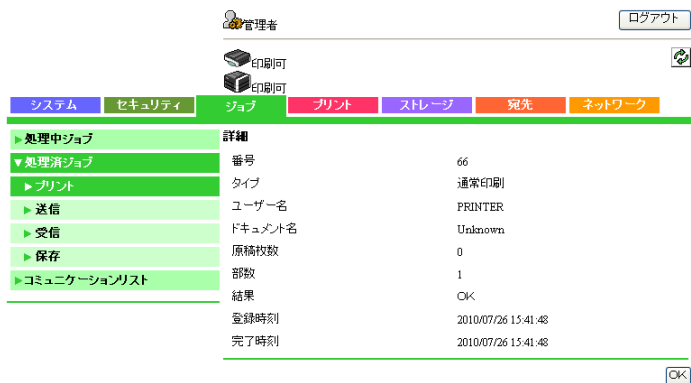 管理者
ログアウト
印刷可
印刷可
システム セキュリティ ジョブ プリント ストレージ 宛先 ネットワーク
▶処理中ジョブ
▼処理済ジョブ
▶プリント
▶送信
▶受信
▶保存
▶コミュニケーションリスト
詳細
番号 66
タイプ 通常印刷
ユーザー名 PRINTER
ドキュメント名 Unknown
原稿枚数 0
部数 1
結果 OK
登録時刻 2010/07/26 15:41:48
完了時刻 2010/07/26 15:41:48
OK